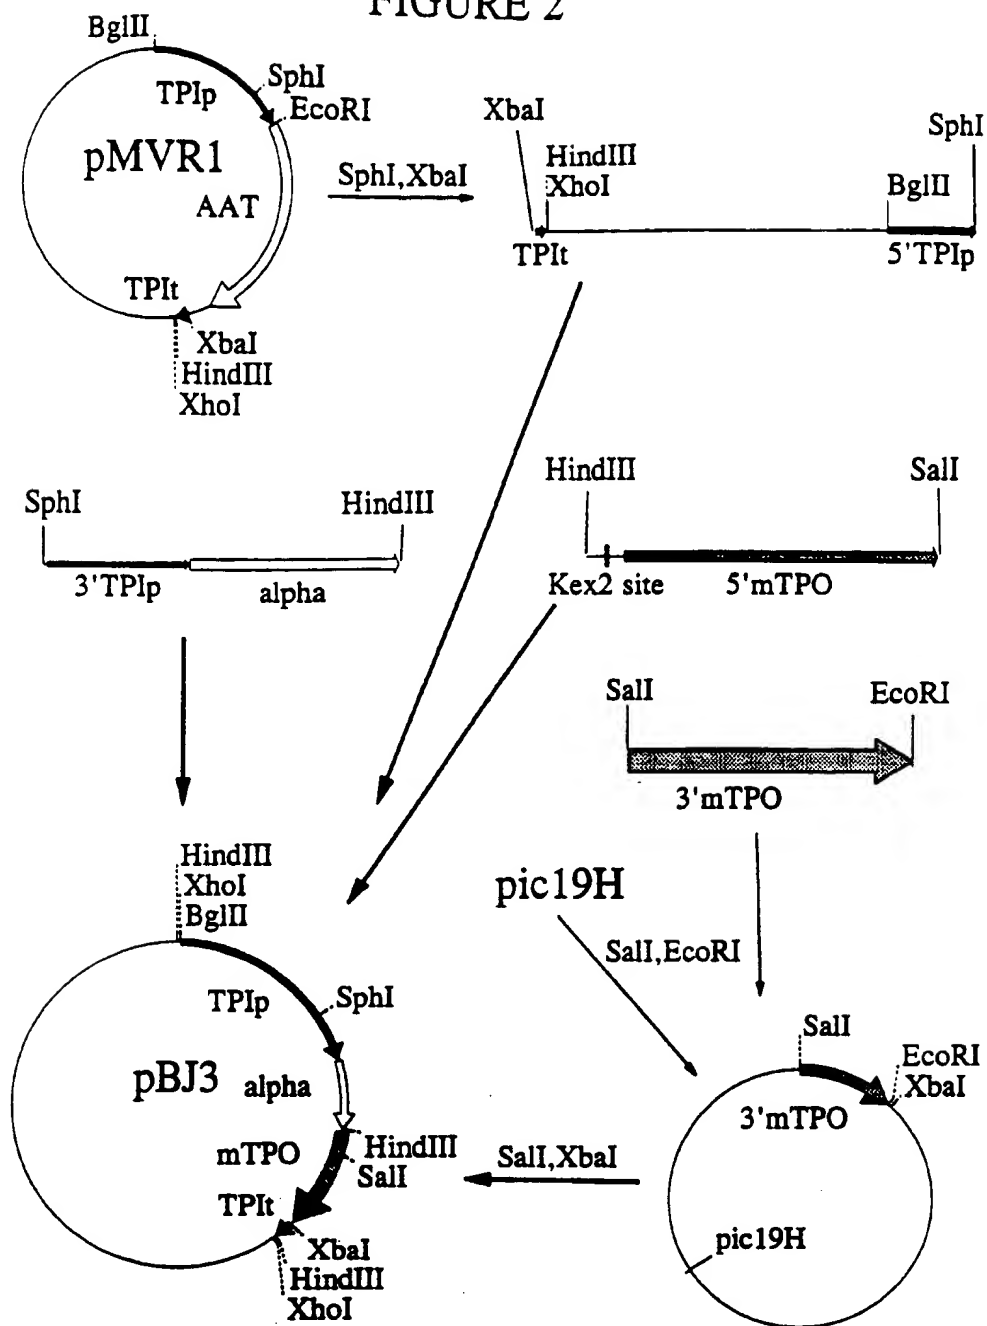 FIGURE 2
BglII
TPIp
SphI
EcoRI
pMVR1
AAT
TPIt
XbaI
HindIII
XhoI
SphI,XbaI
XbaI
HindIII
XhoI
SphI
BglII
TPIt
5'TPIp
SphI
HindIII
3'TPIp
alpha
HindIII
SalI
Kex2 site
5'mTPO
SalI
EcoRI
3'mTPO
pic19H
SalI,EcoRI
HindIII
XhoI
BglII
TPIp
SphI
pBJ3
alpha
mTPO
HindIII
SalI
TPIt
XbaI
HindIII
XhoI
SalI,XbaI
SalI
EcoRI
XbaI
3'mTPO
pic19H